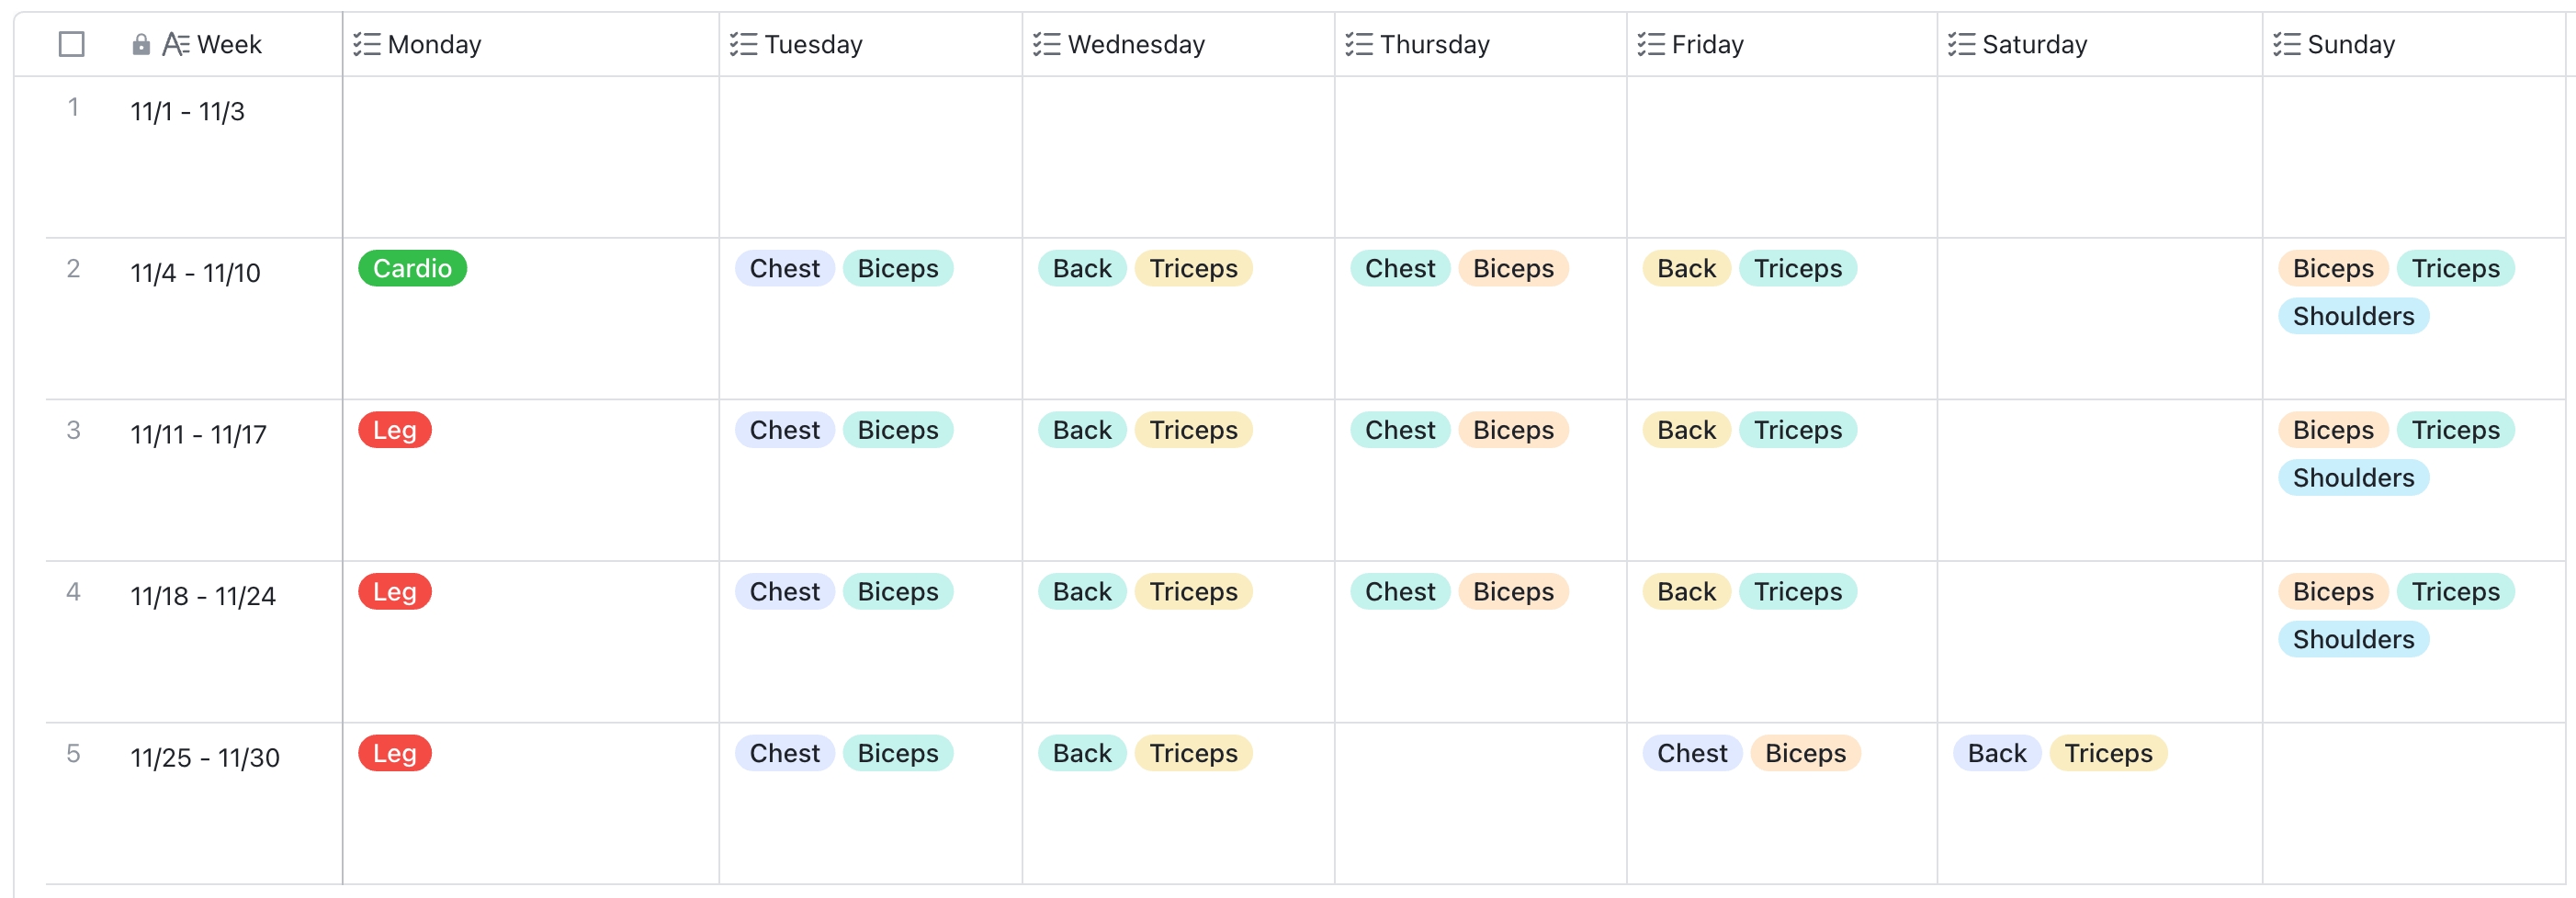 Week Monday Tuesday Wednesday Thursday Friday Saturday Sunday
1 11/1 - 11/3
2 11/4 - 11/10 Cardio Chest Biceps Back Triceps Chest Biceps Back Triceps Biceps Triceps
Shoulders
3 11/11 - 11/17 Leg Chest Biceps Back Triceps Chest Biceps Back Triceps Biceps Triceps
Shoulders
4 11/18 - 11/24 Leg Chest Biceps Back Triceps Chest Biceps Back Triceps Biceps Triceps
Shoulders
5 11/25 - 11/30 Leg Chest Biceps Back Triceps Chest Biceps Back Triceps